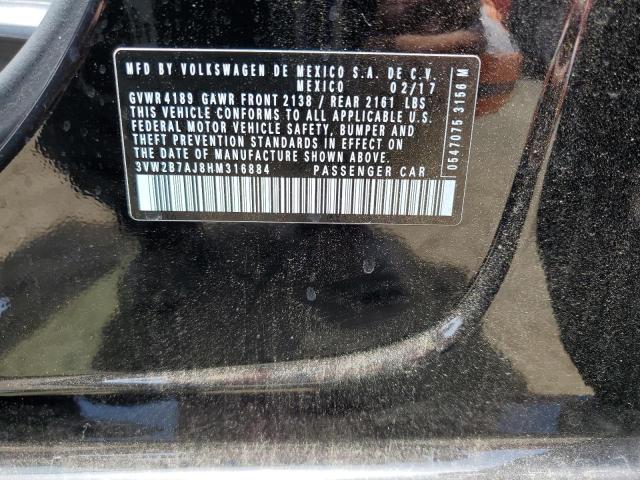 MFD BY VOLKSWAGEN DE MEXICO S.A. DE C.V.
MEXICO 02/17
GVWR4189 GAWR FRONT 2138 / REAR 2161 LBS
THIS VEHICLE CONFORMS TO ALL APPLICABLE U.S.
FEDERAL MOTOR VEHICLE SAFETY, BUMPER AND
THEFT PREVENTION STANDARDS IN EFFECT ON
THE DATE OF MANUFACTURE SHOWN ABOVE.
3VW2B7AJ8HM316884 PASSENGER CAR
0547075 3156 M